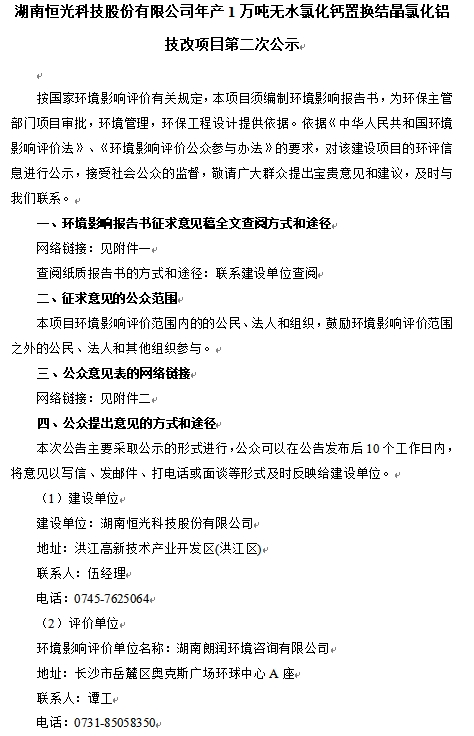 湖南恒光科技股份有限公司年产 1 万吨无水氯化钙置换结晶氯化铝
技改项目第二次公示
按国家环境影响评价有关规定，本项目须编制环境影响报告书，为环保主管
部门项目审批，环境管理，环保工程设计提供依据。依据《中华人民共和国环境
影响评价法》、《环境影响评价公众参与办法》的要求，对该建设项目的环评信
息进行公示，接受社会公众的监督，敬请广大群众提出宝贵意见和建议，及时与
我们联系。
一、环境影响报告书征求意见稿全文查阅方式和途径
网络链接：见附件一
查阅纸质报告书的方式和途径：联系建设单位查阅
二、征求意见的公众范围
本项目环境影响评价范围内的的公民、法人和组织，鼓励环境影响评价范围
之外的公民、法人和其他组织参与。
三、公众意见表的网络链接
网络链接：见附件二
四、公众提出意见的方式和途径
本次公告主要采取公示的形式进行，公众可以在公告发布后 10 个工作日内，
将意见以写信、发邮件、打电话或面谈等形式及时反映给建设单位。
（1）建设单位
建设单位：湖南恒光科技股份有限公司
地址：洪江高新技术产业开发区(洪江区)
联系人：伍经理
电话：0745-7625064
（2）评价单位
环境影响评价单位名称：湖南朗润环境咨询有限公司
地址：长沙市岳麓区奥克斯广场环球中心 A 座
联系人：谭工
电话：0731-85058350